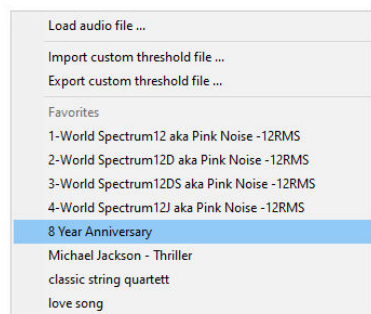 Load audio file ...
Import custom threshold file ...
Export custom threshold file ...
Favorites
1-World Spectrum12 aka Pink Noise -12RMS
2-World Spectrum12D aka Pink Noise -12RMS
3-World Spectrum12DS aka Pink Noise -12RMS
4-World Spectrum12J aka Pink Noise -12RMS
8 Year Anniversary
Michael Jackson - Thriller
classic string quartett
love song